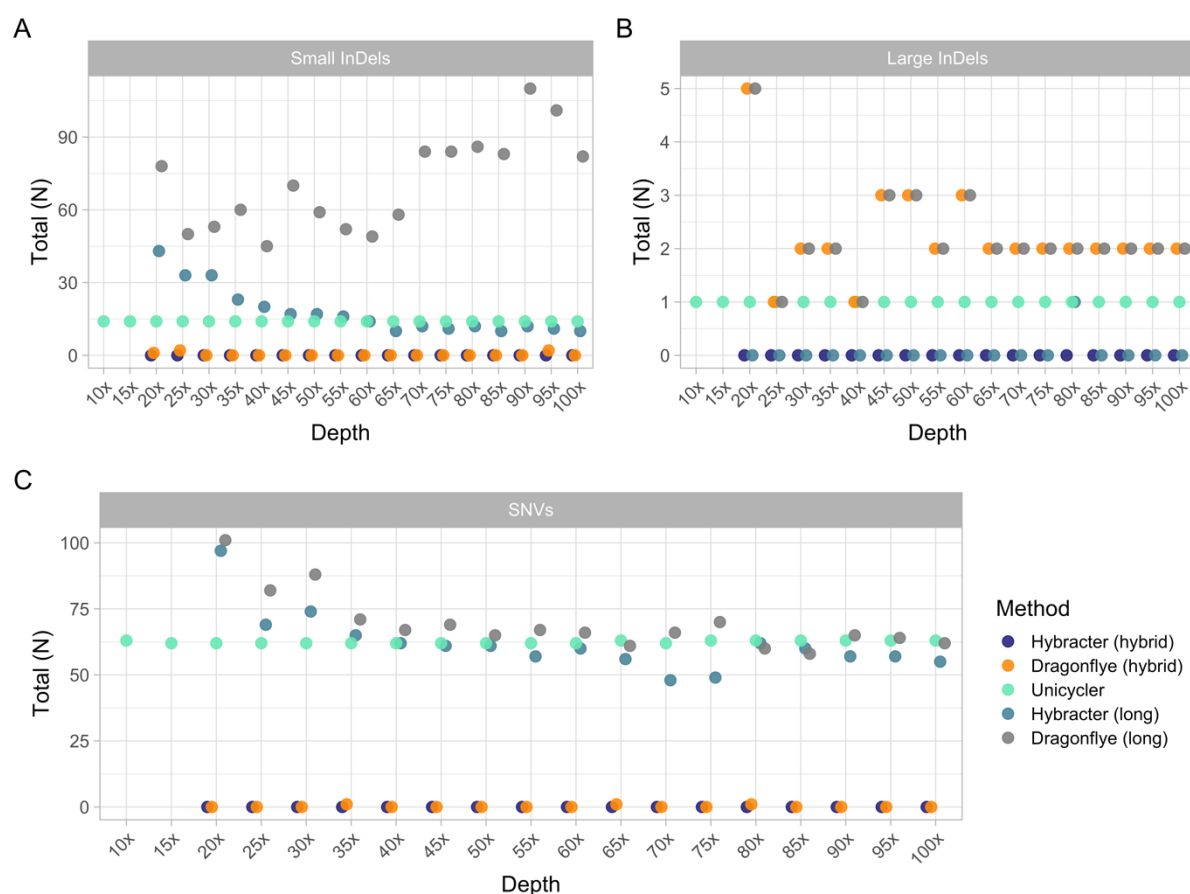 A
Small InDels
Total (N)
90
60
30
0
10x 15x 20x 25x 30x 35x 40x 45x 50x 55x 60x 65x 70x 75x 80x 85x 90x 95x 100x
Depth
B
Large InDels
Total (N)
5
4
3
2
1
0
10x 15x 20x 25x 30x 35x 40x 45x 50x 55x 60x 65x 70x 75x 80x 85x 90x 95x 100x
Depth
C
SNVs
Total (N)
100
75
50
25
0
10x 15x 20x 25x 30x 35x 40x 45x 50x 55x 60x 65x 70x 75x 80x 85x 90x 95x 100x
Depth
Method
Hybracter (hybrid)
Dragonflye (hybrid)
Unicycler
Hybracter (long)
Dragonflye (long)